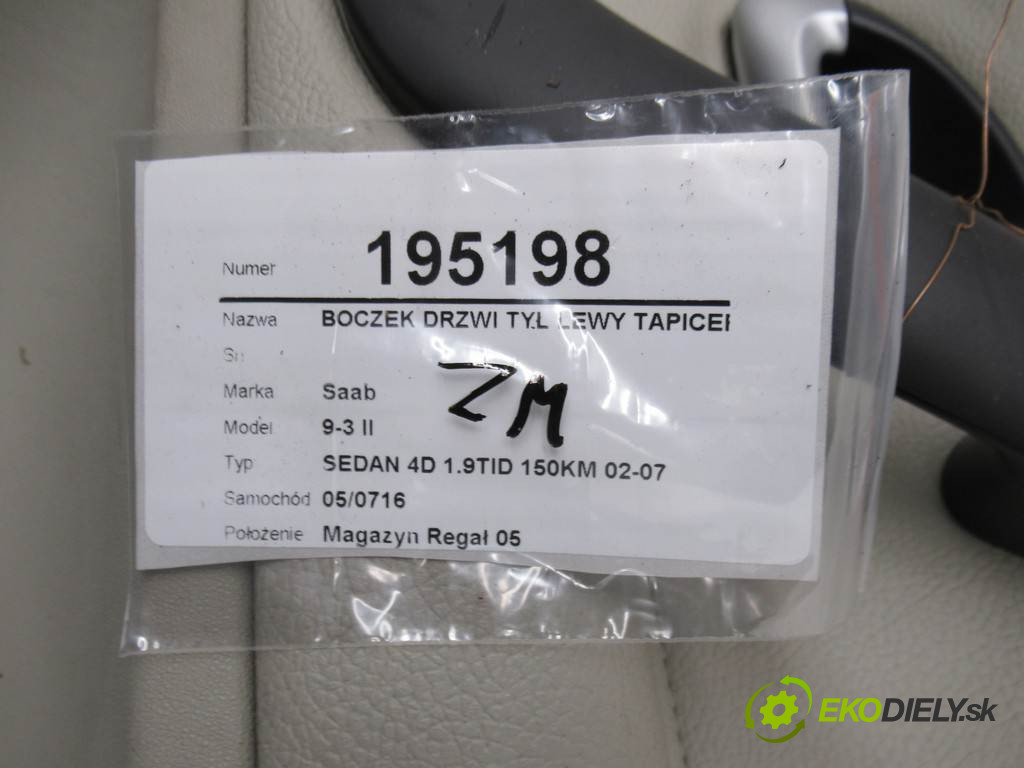 Numer 195198
Nazwa BOCZEK DRZWI TYŁ LEWY TAPICER
Sn
Marka Saab
ZM
Model 9-3 II
Typ SEDAN 4D 1.9TID 150KM 02-07
Samochód 05/0716
Położenie Magazyn Regał 05
EKODIELY.sk